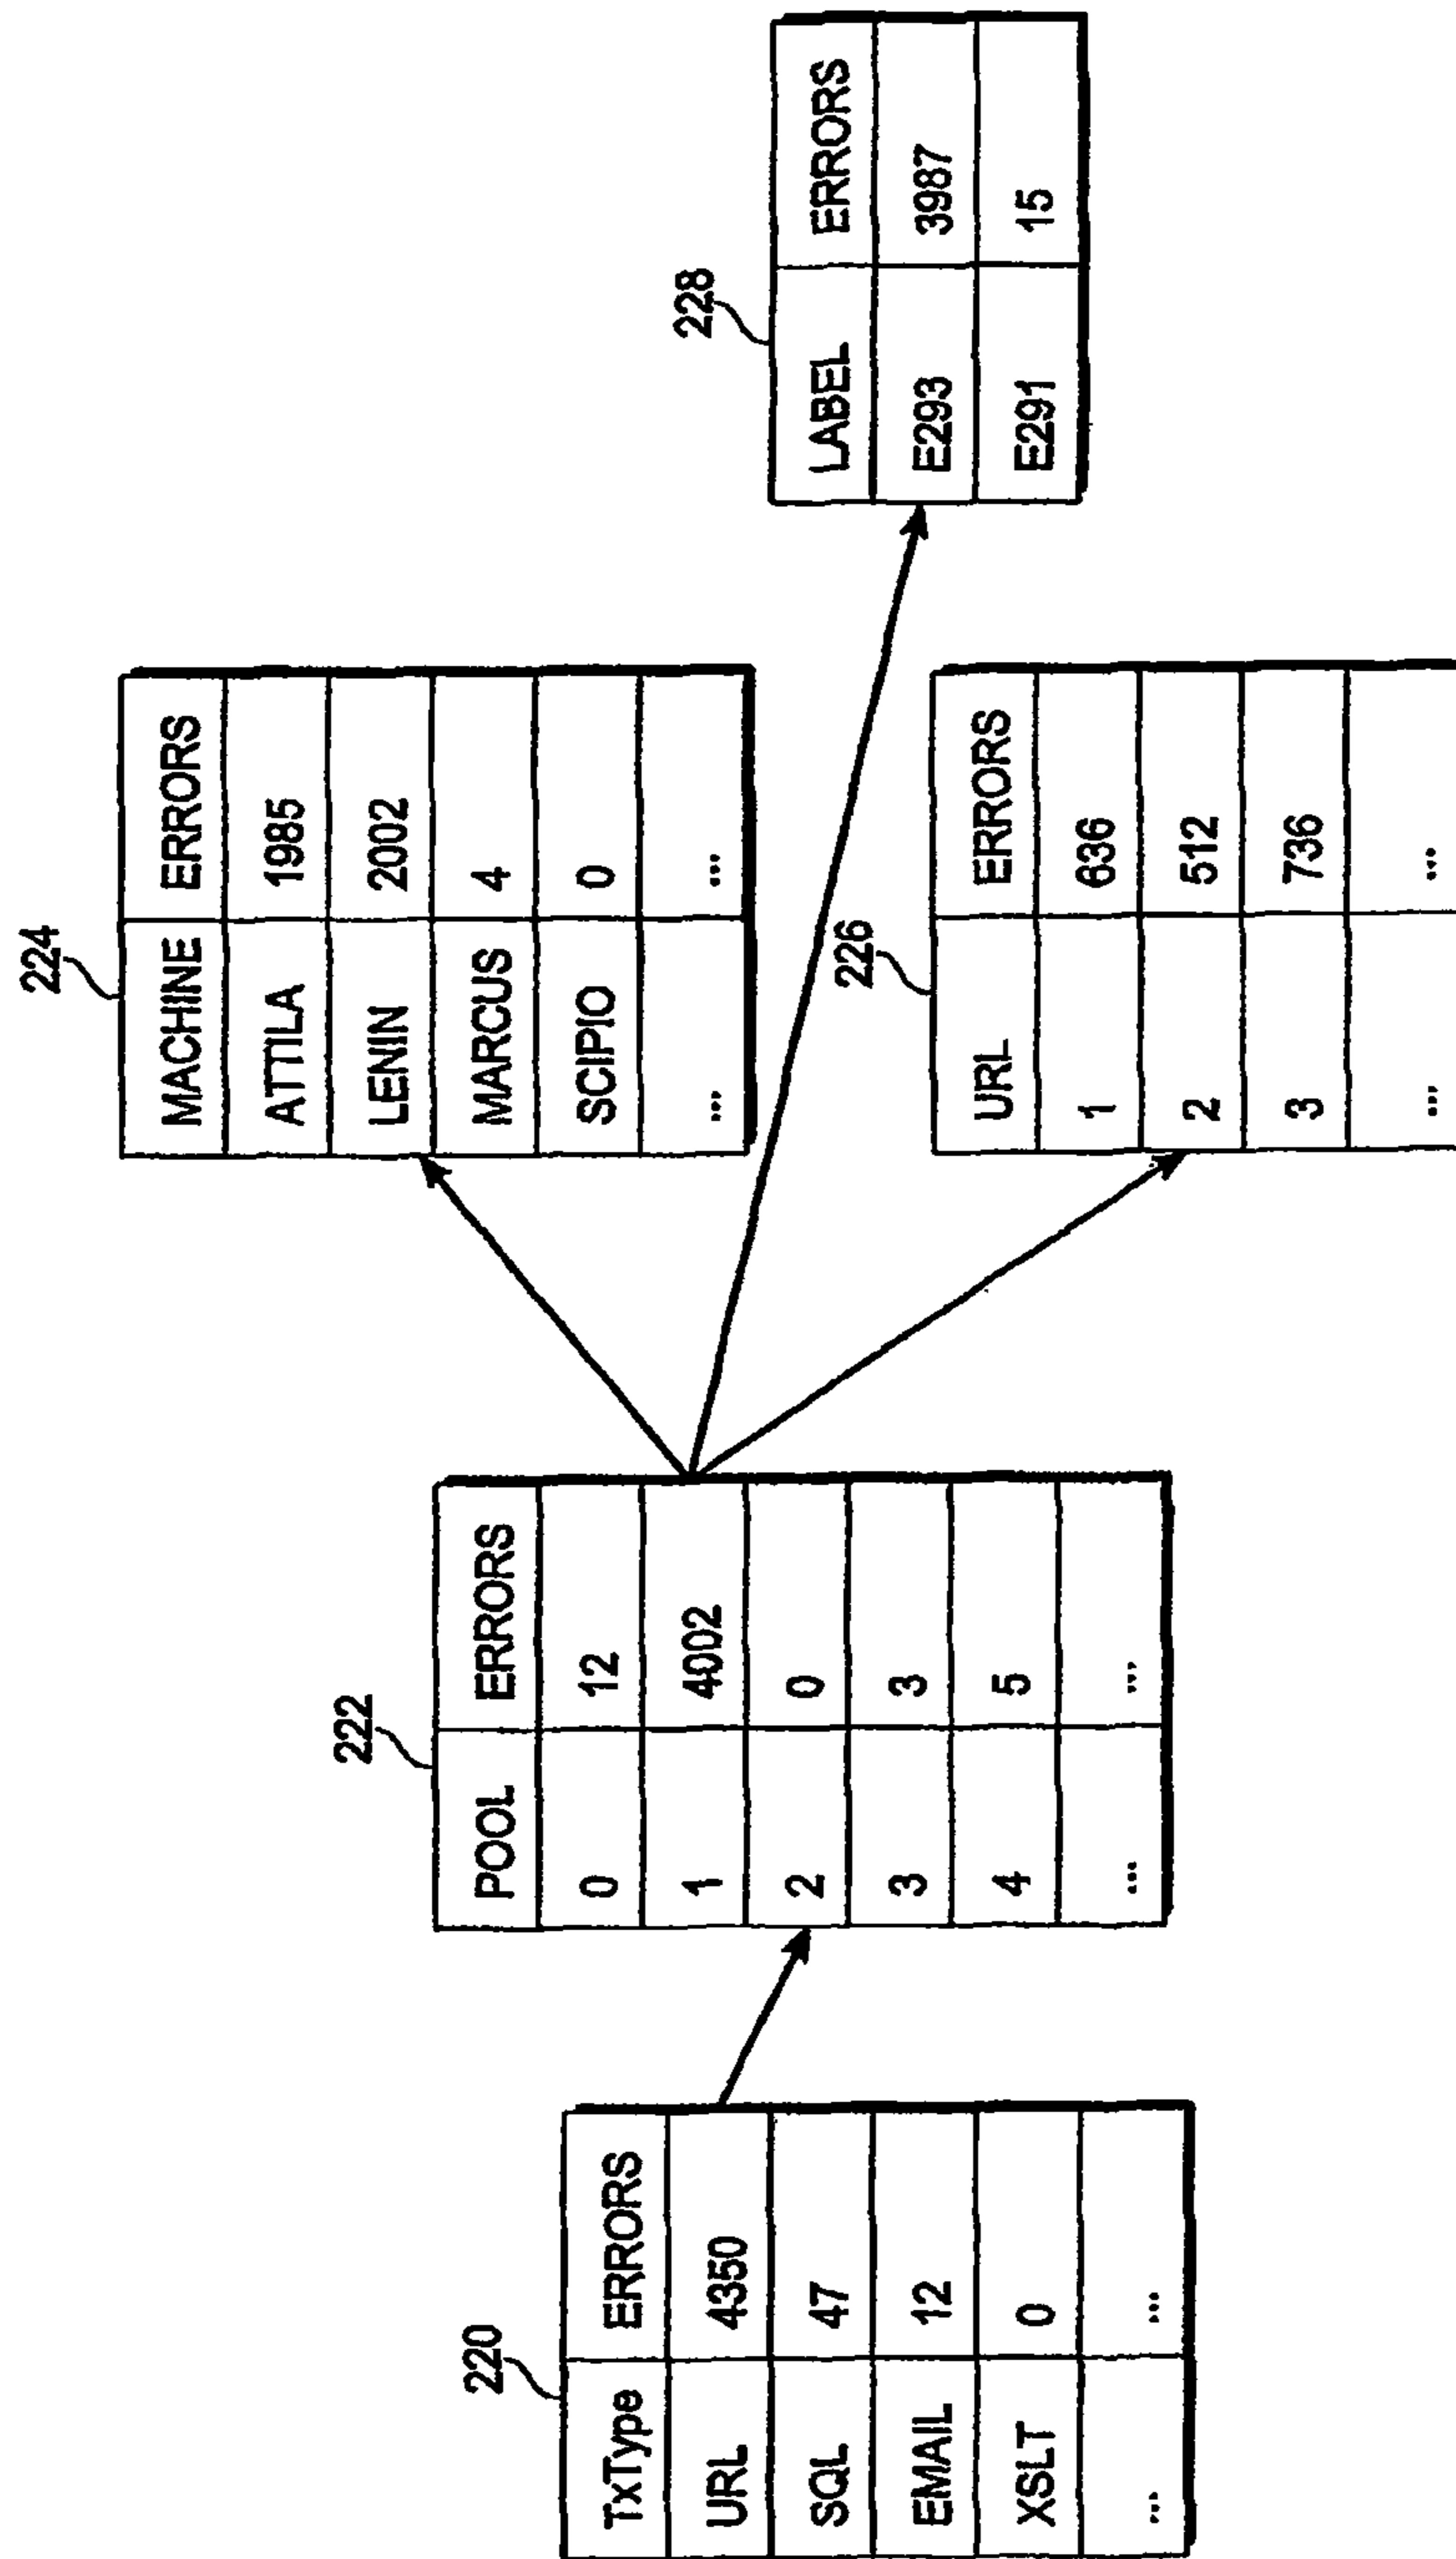 220
TxType ERRORS
URL 4350
SQL 47
EMAIL 12
XSLT 0
... ...
222
POOL ERRORS
0 12
1 4002
2 0
3 3
4 5
... ...
224
MACHINE ERRORS
ATTILA 1985
LENIN 2002
MARCUS 4
SCIPIO 0
... ...
226
URL ERRORS
1 636
2 512
3 736
... ...
228
LABEL ERRORS
E293 3987
E291 15